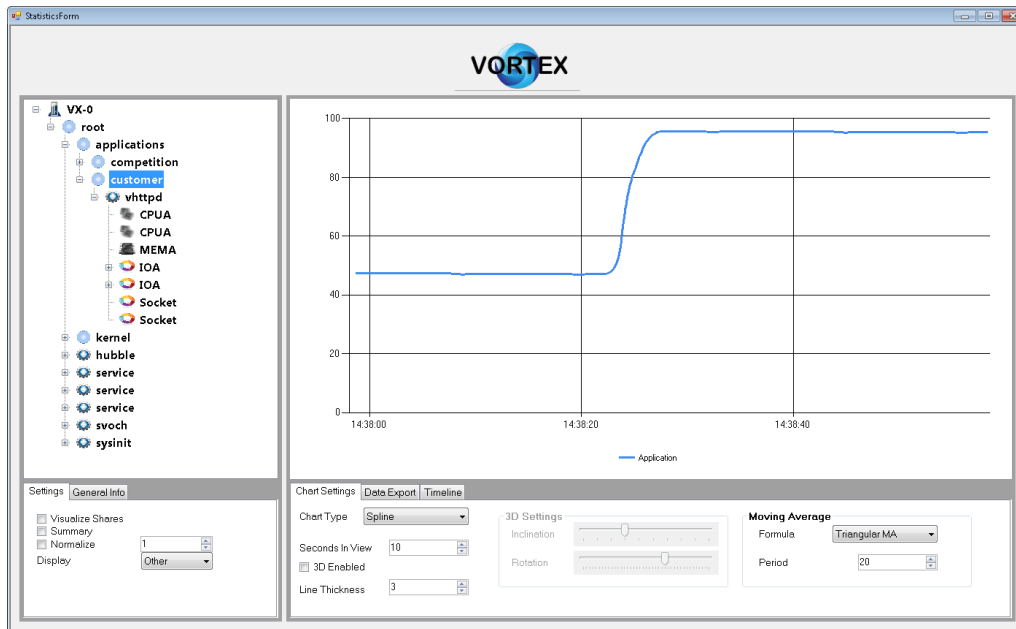 StatisticsForm
VORTEX
VX-0
root
applications
competition
customer
vhttpd
CPUA
CPUA
MEMA
IOA
IOA
Socket
Socket
kernel
hubble
service
service
service
svoch
sysinit
100
80
60
40
20
0
14:38:00
14:38:20
14:38:40
Application
Settings
General Info
Visualize Shares
Summary
Normalize 1
Display Other
Chart Settings
Data Export
Timeline
Chart Type Spline
Seconds In View 10
3D Enabled
Line Thickness 3
3D Settings
Inclination
Rotation
Moving Average
Formula Triangular MA
Period 20